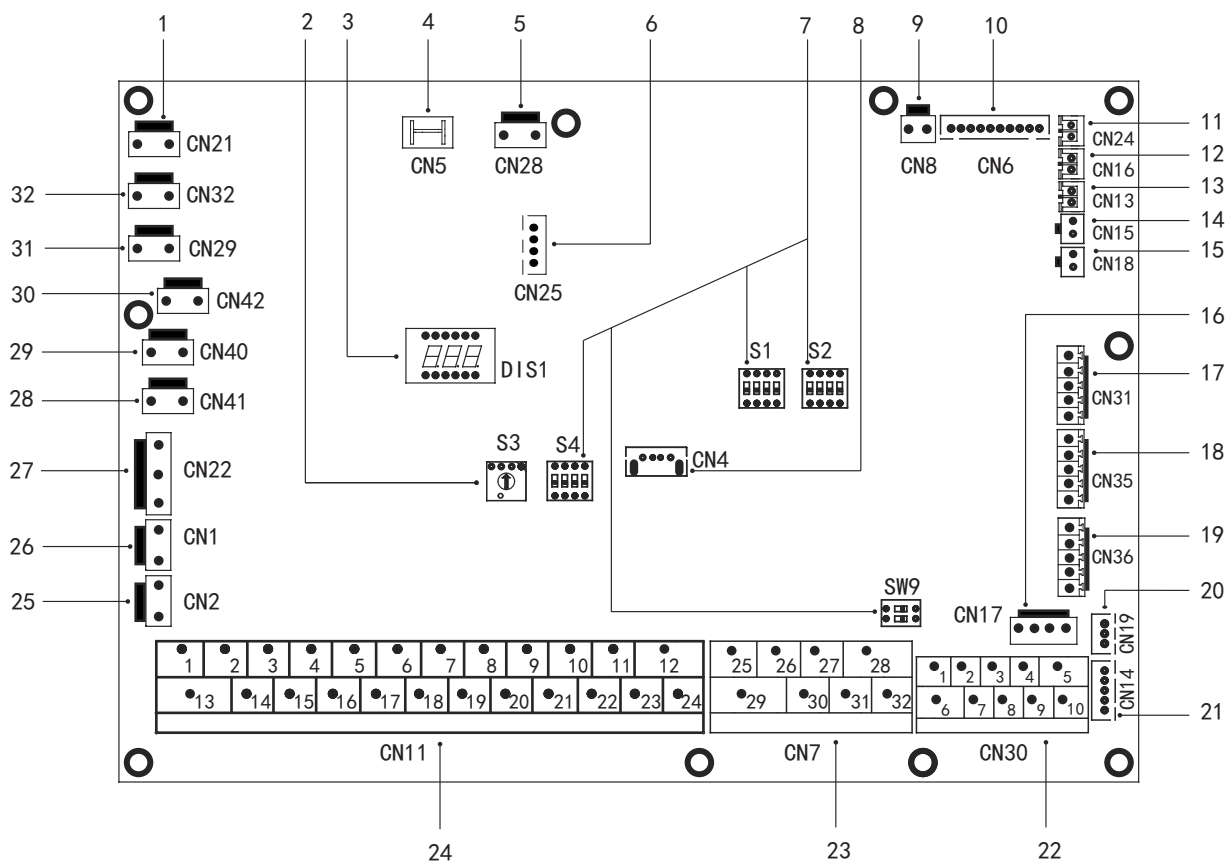 1 2 3 4 5 6 7 8 9 10
11
CN21 CN5 CN28 CN8 CN6 CN24
12
CN16
32 CN32 13
CN13
14
CN15
31 CN29 15
CN18
CN25
30 CN42
16
29 CN40
3 DIS1 S1 S2 17
CN31
28 CN41
S3 S4 18
27 CN22 CN4
2 CN35
26 CN1 19
CN36
SW9 20
25 CN2 CN17 CN19
1 2 3 4 5 6 7 8 9 10 11 12 25 26 27 28 1 2 3 4 5
CN14
13 14 15 16 17 18 19 20 21 22 23 24 29 30 31 32 6 7 8 9 10
21
CN11 CN7 CN30
24 23 22